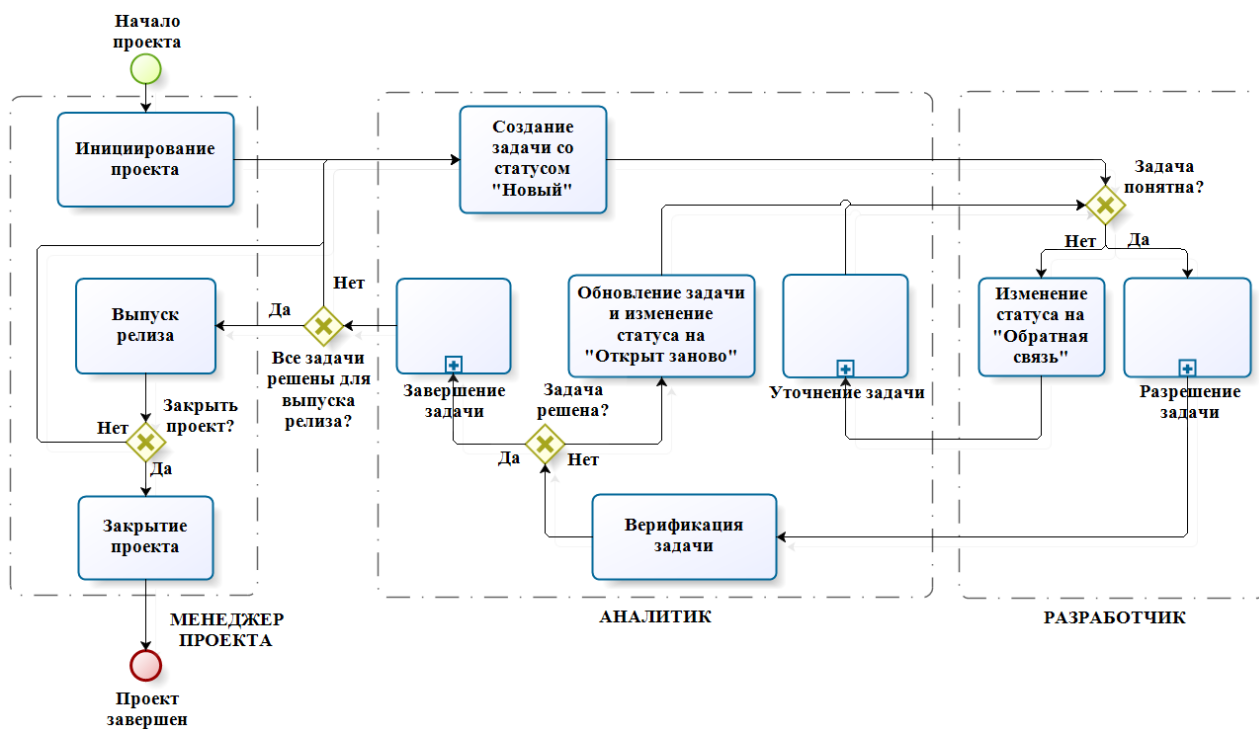 Начало
проекта
Инициирование
проекта
Создание
задачи со
статусом
"Новый"
Задача
понятна?
Нет
Да
Выпуск
релиза
Да
Нет
Все задачи
решены для
выпуска
релиза?
Завершение
задачи
Обновление задачи
и изменение
статуса на
"Открыт заново"
Уточнение задачи
Изменение
статуса на
"Обратная
связь"
Разрешение
задачи
Закрыть
проект?
Нет
Да
Задача
решена?
Да
Нет
Закрытие
проекта
Верификация
задачи
МЕНЕДЖЕР
ПРОЕКТА
АНАЛИТИК
РАЗРАБОТЧИК
Проект
завершен